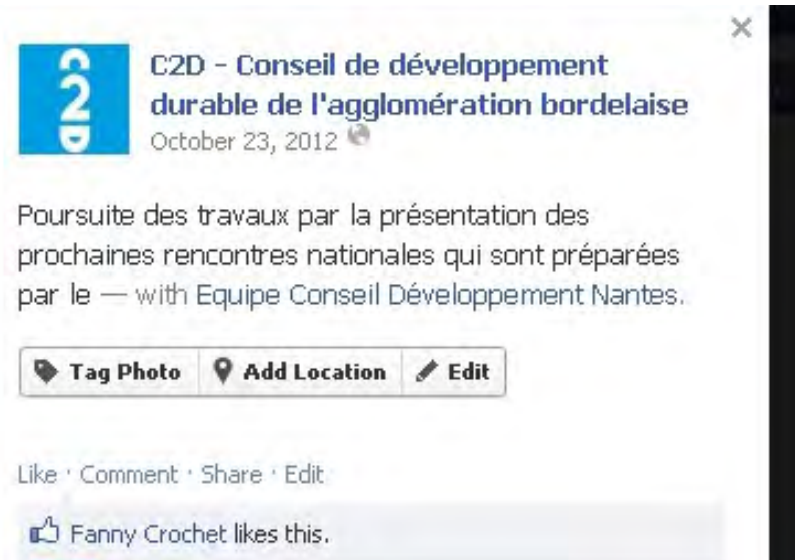 C2D
C2D - Conseil de développement
durable de l'agglomération bordelaise
October 23, 2012
Poursuite des travaux par la présentation des
prochaines rencontres nationales qui sont préparées
par le — with Equipe Conseil Développement Nantes.
Tag Photo Add Location Edit
Like · Comment · Share · Edit
Fanny Crochet likes this.